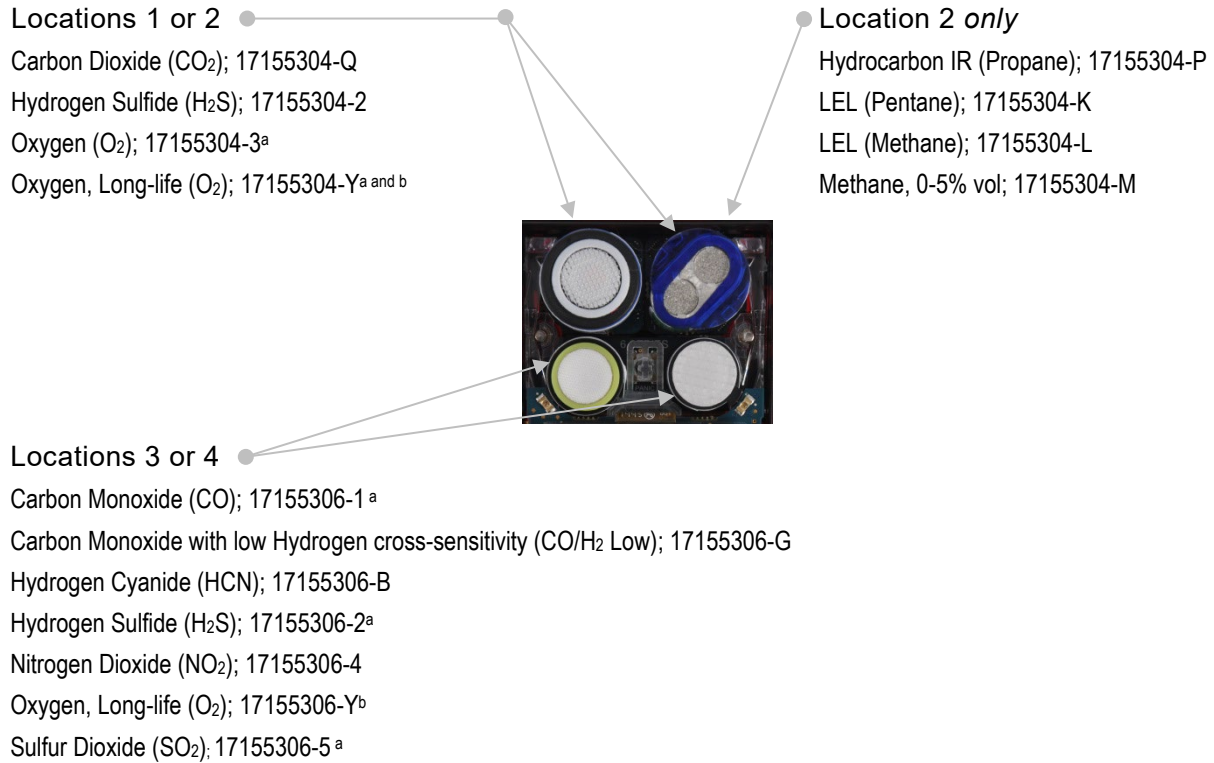 Locations 1 or 2
Carbon Dioxide (CO₂); 17155304-Q
Hydrogen Sulfide (H₂S); 17155304-2
Oxygen (O₂); 17155304-3ᵃ
Oxygen, Long-life (O₂); 17155304-Yᵃ ᵃⁿᵈ ᵇ
Location 2 only
Hydrocarbon IR (Propane); 17155304-P
LEL (Pentane); 17155304-K
LEL (Methane); 17155304-L
Methane, 0-5% vol; 17155304-M
Locations 3 or 4
Carbon Monoxide (CO); 17155306-1 ᵃ
Carbon Monoxide with low Hydrogen cross-sensitivity (CO/H₂ Low); 17155306-G
Hydrogen Cyanide (HCN); 17155306-B
Hydrogen Sulfide (H₂S); 17155306-2ᵃ
Nitrogen Dioxide (NO₂); 17155306-4
Oxygen, Long-life (O₂); 17155306-Yᵇ
Sulfur Dioxide (SO₂); 17155306-5 ᵃ